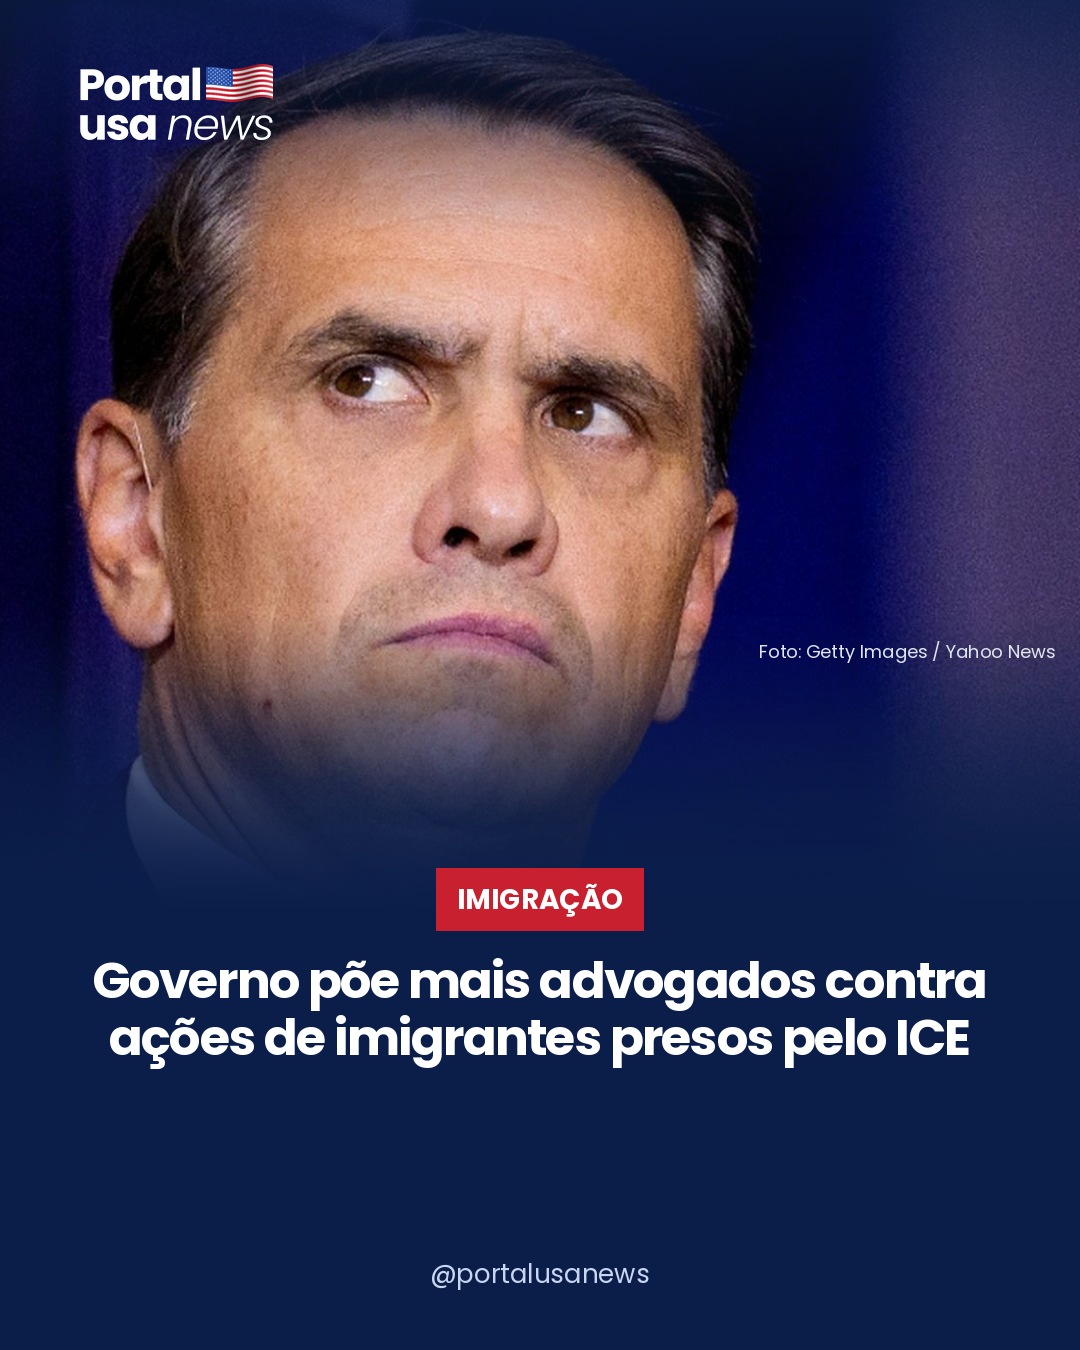 Portal
usa news
Foto: Getty Images / Yahoo News
IMIGRAÇÃO
Governo põe mais advogados contra
ações de imigrantes presos pelo ICE
@portalusanews